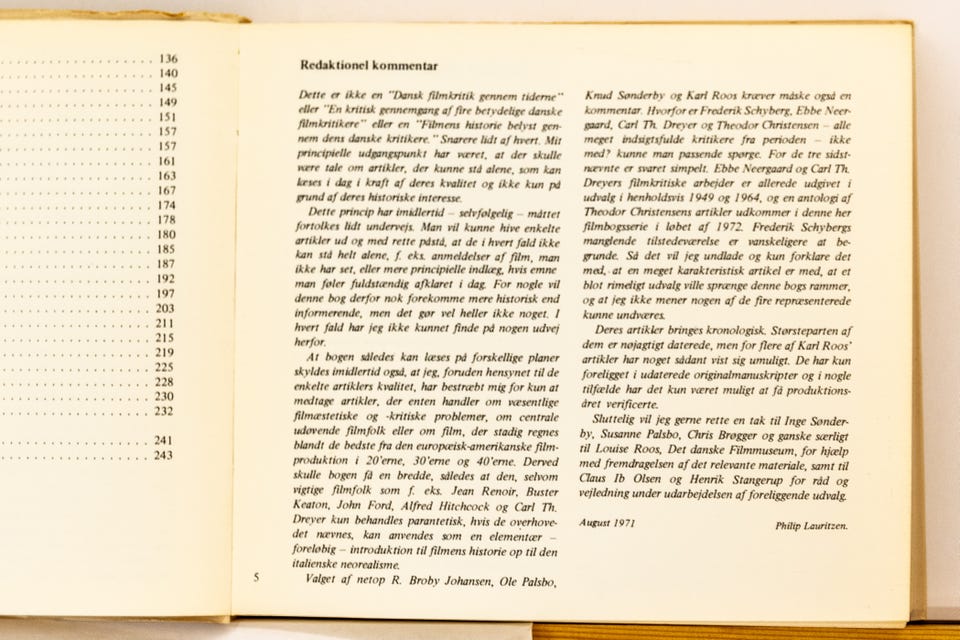 . . . . . . . . . . . . . . . . . . . 136
. . . . . . . . . . . . . . . . . . . 140
. . . . . . . . . . . . . . . . . . . 145
. . . . . . . . . . . . . . . . . . . 149
. . . . . . . . . . . . . . . . . . . 151
. . . . . . . . . . . . . . . . . . . 157
. . . . . . . . . . . . . . . . . . . 157
. . . . . . . . . . . . . . . . . . . 161
. . . . . . . . . . . . . . . . . . . 163
. . . . . . . . . . . . . . . . . . . 167
. . . . . . . . . . . . . . . . . . . 174
. . . . . . . . . . . . . . . . . . . 178
. . . . . . . . . . . . . . . . . . . 180
. . . . . . . . . . . . . . . . . . . 185
. . . . . . . . . . . . . . . . . . . 187
. . . . . . . . . . . . . . . . . . . 192
. . . . . . . . . . . . . . . . . . . 197
. . . . . . . . . . . . . . . . . . . 203
. . . . . . . . . . . . . . . . . . . 211
. . . . . . . . . . . . . . . . . . . 215
. . . . . . . . . . . . . . . . . . . 219
. . . . . . . . . . . . . . . . . . . 225
. . . . . . . . . . . . . . . . . . . 228
. . . . . . . . . . . . . . . . . . . 230
. . . . . . . . . . . . . . . . . . . 232
. . . . . . . . . . . . . . . . . . . 241
. . . . . . . . . . . . . . . . . . . 243
Redaktionel kommentar
Dette er ikke en "Dansk filmkritik gennem tiderne"
eller "En kritisk gennemgang af fire betydelige danske
filmkritikere" eller en "Filmens historie belyst gen-
nem dens danske kritikere." Snarere lidt af hvert. Mit
principielle udgangspunkt har været, at der skulle
være tale om artikler, der kunne stå alene, som kan
læses i dag i kraft af deres kvalitet og ikke kun på
grund af deres historiske interesse.
Dette princip har imidlertid – selvfølgelig – måttet
fortolkes lidt undervejs. Man vil kunne hive enkelte
artikler ud og med rette påstå, at de i hvert fald ikke
kan stå helt alene, f. eks. anmeldelser af film, man
ikke har set, eller mere principielle indlæg, hvis emne
man føler fuldstændig afklaret i dag. For nogle vil
denne bog derfor nok forekomme mere historisk end
informerende, men det gør vel heller ikke noget. I
hvert fald har jeg ikke kunnet finde på nogen udvej
herfor.
At bogen således kan læses på forskellige planer
skyldes imidlertid også, at jeg, foruden hensynet til de
enkelte artiklers kvalitet, har bestræbt mig for kun at
medtage artikler, der enten handler om væsentlige
filmæstetiske og -kritiske problemer, om centrale
udøvende filmfolk eller om film, der stadig regnes
blandt de bedste fra den europæisk-amerikanske film-
produktion i 20'erne, 30'erne og 40'erne. Derved
skulle bogen få en bredde, således at den, selvom
vigtige filmfolk som f. eks. Jean Renoir, Buster
Keaton, John Ford, Alfred Hitchcock og Carl Th.
Dreyer kun behandles parantetisk, hvis de overhove-
det nævnes, kan anvendes som en elementær –
foreløbig – introduktion til filmens historie op til den
italienske neorealisme.
Valget af netop R. Broby Johansen, Ole Palsbo,
5
Knud Sønderby og Karl Roos kræver måske også en
kommentar. Hvorfor er Frederik Schyberg, Ebbe Neer-
gaard, Carl Th. Dreyer og Theodor Christensen – alle
meget indsigtsfulde kritikere fra perioden – ikke
med? kunne man passende spørge. For de tre sidst-
nævnte er svaret simpelt. Ebbe Neergaard og Carl Th.
Dreyers filmkritiske arbejder er allerede udgivet i
udvalg i henholdsvis 1949 og 1964, og en antologi af
Theodor Christensens artikler udkommer i denne her
filmbogsserie i løbet af 1972. Frederik Schybergs
manglende tilstedeværelse er vanskeligere at be-
grunde. Så det vil jeg undlade og kun forklare det
med, at en meget karakteristisk artikel er med, at et
blot rimeligt udvalg ville sprænge denne bogs rammer,
og at jeg ikke mener nogen af de fire repræsenterede
kunne undværes.
Deres artikler bringes kronologisk. Størsteparten af
dem er nøjagtigt daterede, men for flere af Karl Roos'
artikler har noget sådant vist sig umuligt. De har kun
foreligget i udaterede originalmanuskripter og i nogle
tilfælde har det kun været muligt at få produktions-
året verificerte.
Sluttelig vil jeg gerne rette en tak til Inge Sønder-
by, Susanne Palsbo, Chris Brøgger og ganske særligt
til Louise Roos, Det danske Filmmuseum, for hjælp
med fremdragelsen af det relevante materiale, samt til
Claus Ib Olsen og Henrik Stangerup for råd og
vejledning under udarbejdelsen af foreliggende udvalg.
August 1971 Philip Lauritzen.